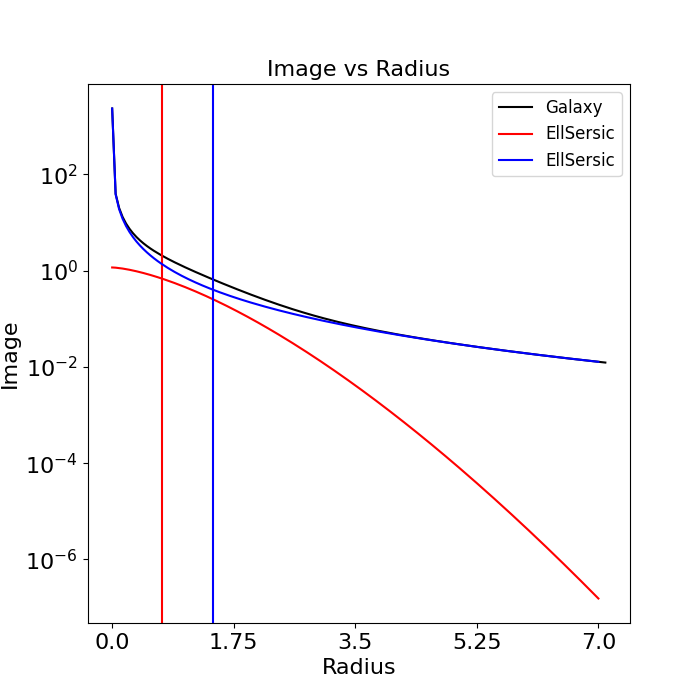 Image vs Radius
Galaxy
EllSersic
EllSersic
10^2
10^0
10^-2
10^-4
10^-6
Image
0.0 1.75 3.5 5.25 7.0
Radius